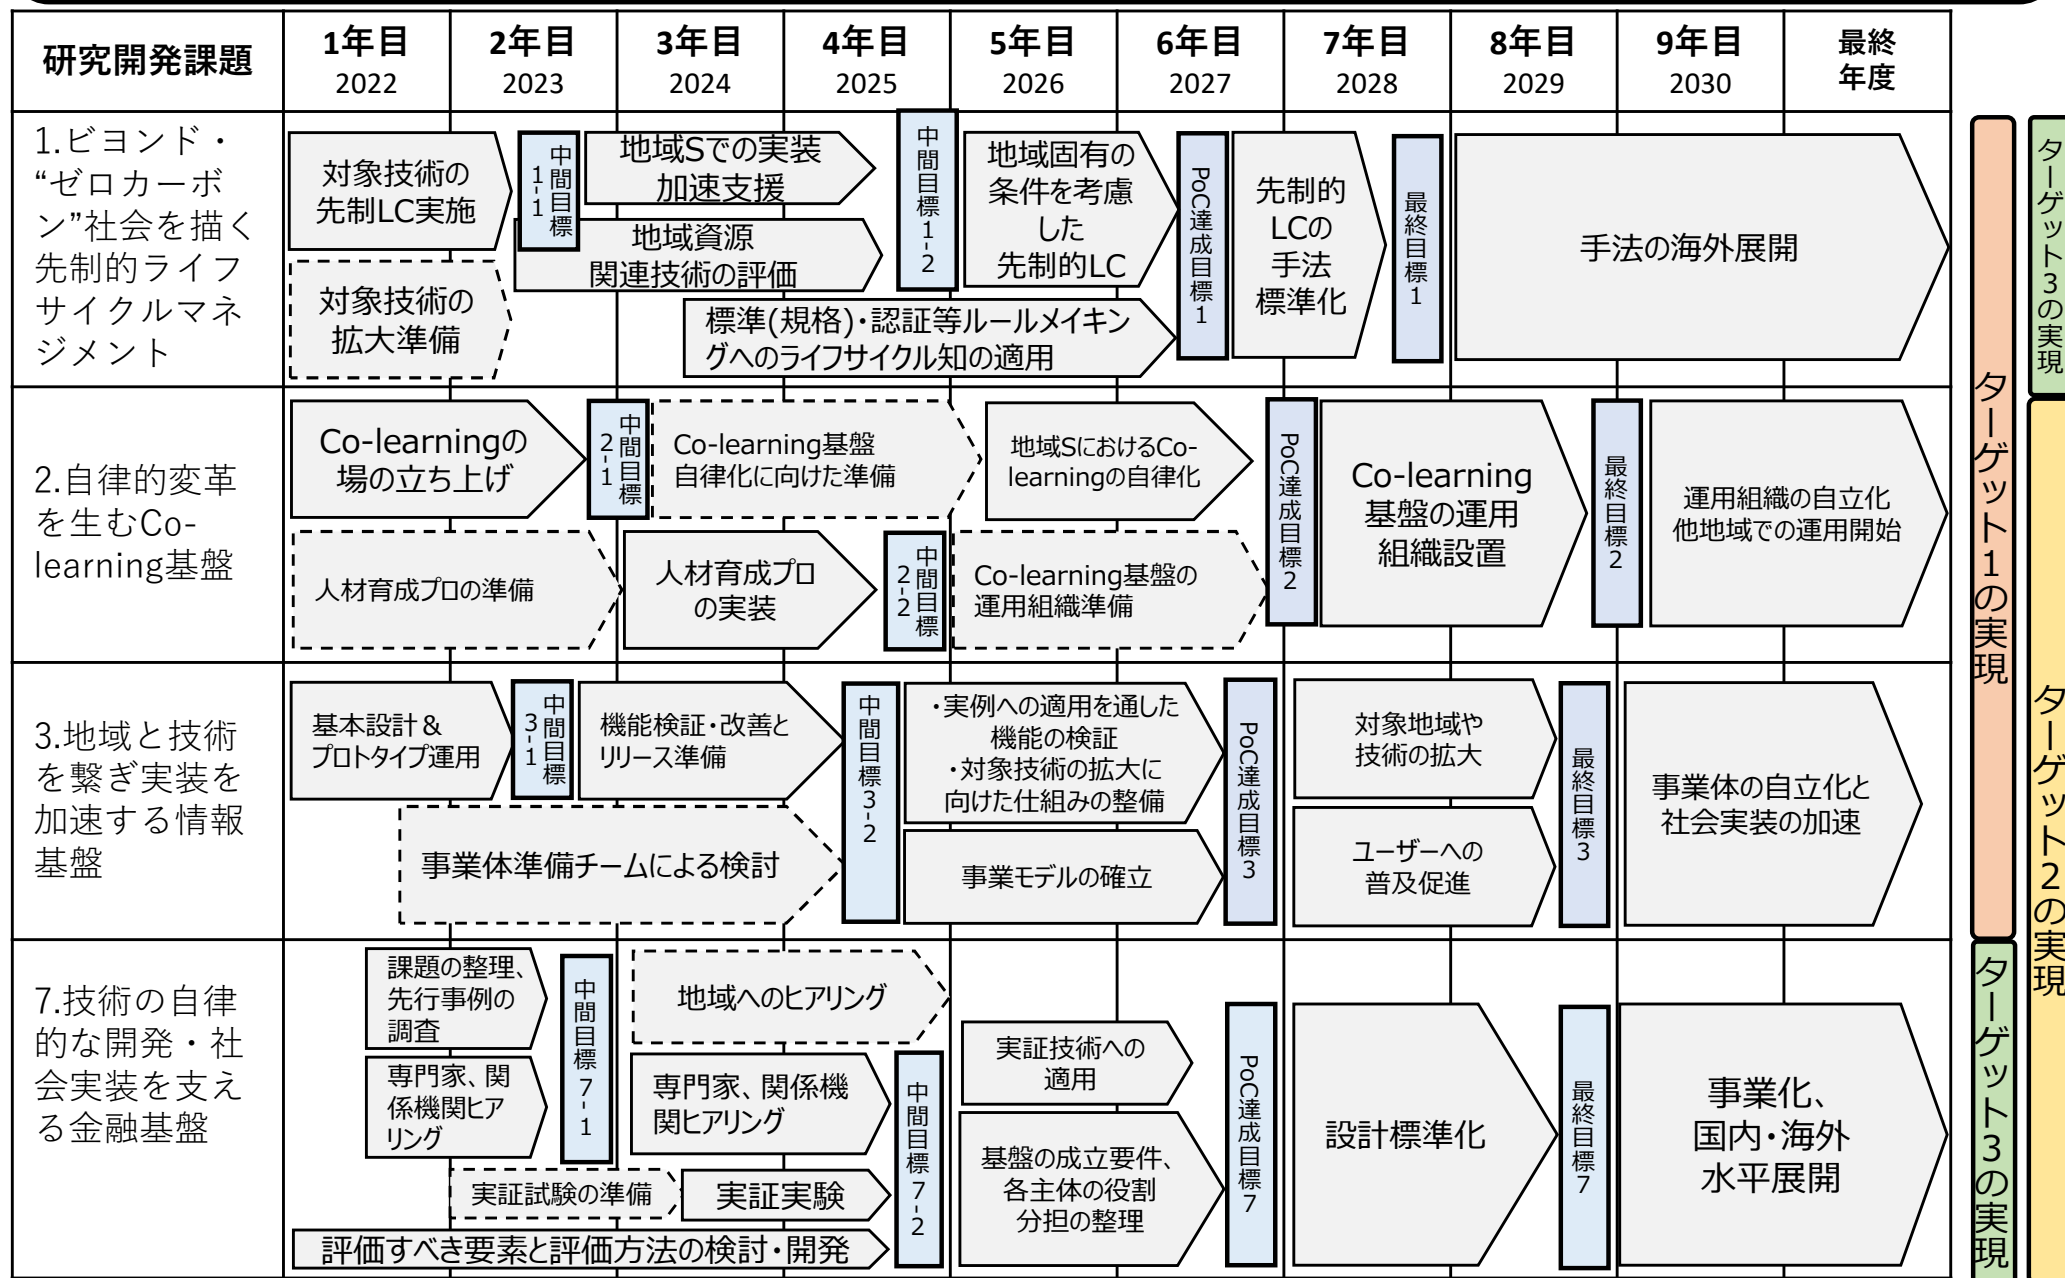 研究開発課題
1年目
2022
2年目
2023
3年目
2024
4年目
2025
5年目
2026
6年目
2027
7年目
2028
8年目
2029
9年目
2030
最終
年度
1.ビヨンド・
“ゼロカーボ
ン”社会を描く
先制的ライフ
サイクルマネ
ジメント
対象技術の
先制LC実施
対象技術の
拡大準備
中間目標
1-1
地域Sでの実装
加速支援
地域資源
関連技術の評価
標準(規格)・認証等ルールメイキン
グへのライフサイクル知の適用
中間目標1-2
地域固有の
条件を考慮
した
先制的LC
PoC達成目標1
先制的
LCの
手法
標準化
最終目標1
手法の海外展開
2.自律的変革
を生むCo-
learning基盤
Co-learningの
場の立ち上げ
人材育成プロの準備
中間目標
2-1
Co-learning基盤
自律化に向けた準備
人材育成プロ
の実装
中間目標
2-2
地域SにおけるCo-
learningの自律化
Co-learning基盤の
運用組織準備
PoC達成目標2
Co-learning
基盤の運用
組織設置
最終目標2
運用組織の自立化
他地域での運用開始
3.地域と技術
を繋ぎ実装を
加速する情報
基盤
基本設計＆
プロトタイプ運用
中間目標
3-1
機能検証・改善と
リリース準備
事業体準備チームによる検討
中間目標3-2
・実例への適用を通した
機能の検証
・対象技術の拡大に
向けた仕組みの整備
事業モデルの確立
PoC達成目標3
対象地域や
技術の拡大
ユーザーへの
普及促進
最終目標3
事業体の自立化と
社会実装の加速
7.技術の自律
的な開発・社
会実装を支え
る金融基盤
課題の整理、
先行事例の
調査
専門家、関
係機関ヒア
リング
中間目標7-1
地域へのヒアリング
専門家、関係機
関ヒアリング
実証試験の準備
実証実験
評価すべき要素と評価方法の検討・開発
中間目標7-2
実証技術への
適用
基盤の成立要件、
各主体の役割
分担の整理
PoC達成目標7
設計標準化
最終目標7
事業化、
国内・海外
水平展開
ターゲット1の実現
ターゲット3の実現
ターゲット3の実現
ターゲット2の実現